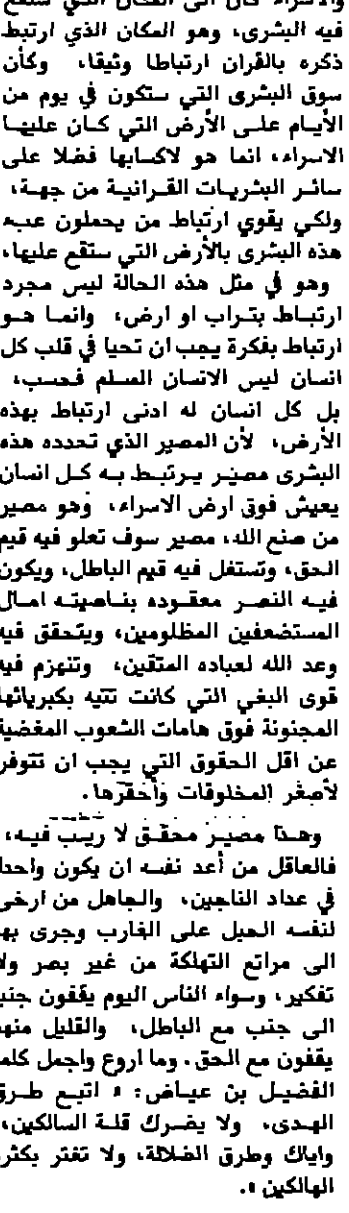 والاسراء كان الى المكان الذي ستقع
فيه البشرى، وهو المكان الذي ارتبط
ذكره بالقران ارتباطا وثيقا، وكأن
سوق البشرى التي ستكون في يوم من
الأيام على الأرض التي كان عليها
الاسراء، انما هو لاكسابها فضلا على
سائر البشريات القرانية من جهة،
ولكي يقوي ارتباط من يحملون عبء
هذه البشرى بالأرض التي ستقع عليها،
وهو في مثل هذه الحالة ليس مجرد
ارتباط بتراب او ارض، وانما هو
ارتباط بفكرة يجب ان تحيا في قلب كل
انسان ليس الانسان المسلم فحسب،
بل كل انسان له ادنى ارتباط بهذه
الأرض، لأن المصير الذي تحدده هذه
البشرى مصير يرتبط به كل انسان
يعيش فوق ارض الاسراء، وهو مصير
من صنع الله، مصير سوف تعلو فيه قيم
الحق، وتستغل فيه قيم الباطل، ويكون
فيه النصر معقوده بناصيته امال
المستضعفين المظلومين، ويتحقق فيه
وعد الله لعباده المتقين، وتنهزم فيه
قوى البغي التي كانت تتيه بكبريائها
المجنونة فوق هامات الشعوب المغضية
عن اقل الحقوق التي يجب ان تتوفر
لأصغر المخلوقات وأحقرها.
وهذا مصير محقق لا ريب فيه،
فالعاقل من أعد نفسه ان يكون واحدا
في عداد الناجين، والجاهل من ارخى
لنفسه الحبل على الغارب وجرى بها
الى مراتع التهلكة من غير بصر ولا
تفكير، وسواء الناس اليوم يقفون جنبا
الى جنب مع الباطل، والقليل منهم
يقفون مع الحق. وما اروع واجمل كلمة
الفضيل بن عياض: « اتبع طرق
الهدى، ولا يضرك قلة السالكين،
واياك وطرق الضلالة، ولا تغتر بكثرة
الهالكين ».